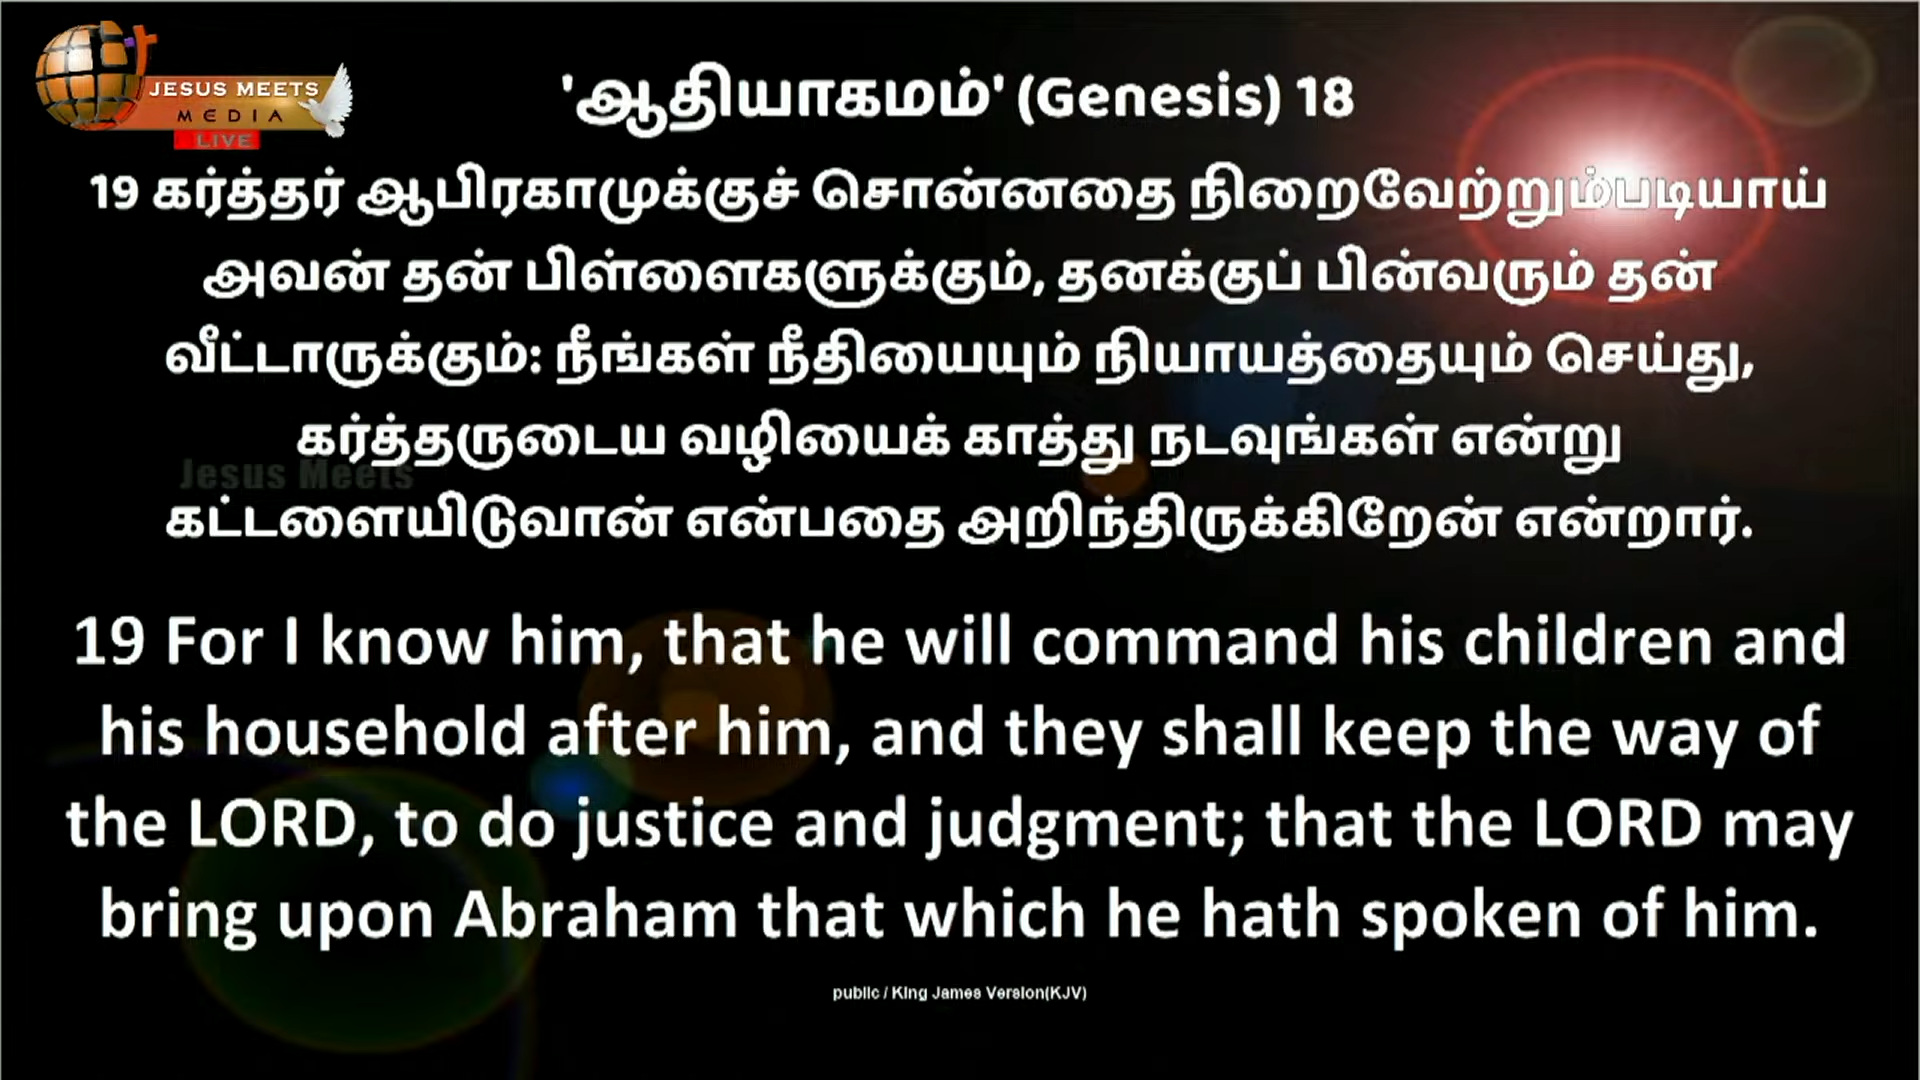 JESUS MEETS
MEDIA
LIVE
'ஆதியாகமம்' (Genesis) 18
19 கர்த்தர் ஆபிரகாமுக்குச் சொன்னதை நிறைவேற்றும்படியாய்
அவன் தன் பிள்ளைகளுக்கும், தனக்குப் பின்வரும் தன்
வீட்டாருக்கும்: நீங்கள் நீதியையும் நியாயத்தையும் செய்து,
கர்த்தருடைய வழியைக் காத்து நடவுங்கள் என்று
Jesus Meets
கட்டளையிடுவான் என்பதை அறிந்திருக்கிறேன் என்றார்.
19 For I know him, that he will command his children and
his household after him, and they shall keep the way of
the LORD, to do justice and judgment; that the LORD may
bring upon Abraham that which he hath spoken of him.
public / King James Version(KJV)